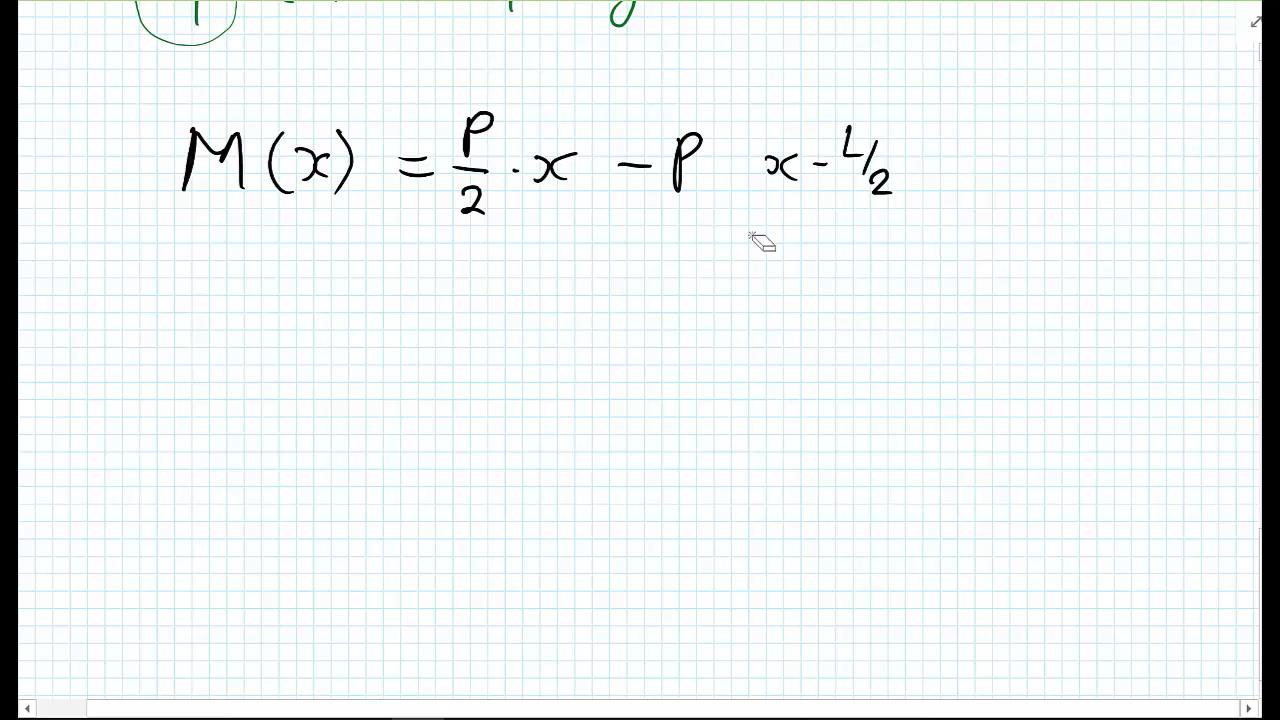 M(x) = P/2 · x - P x - L/2